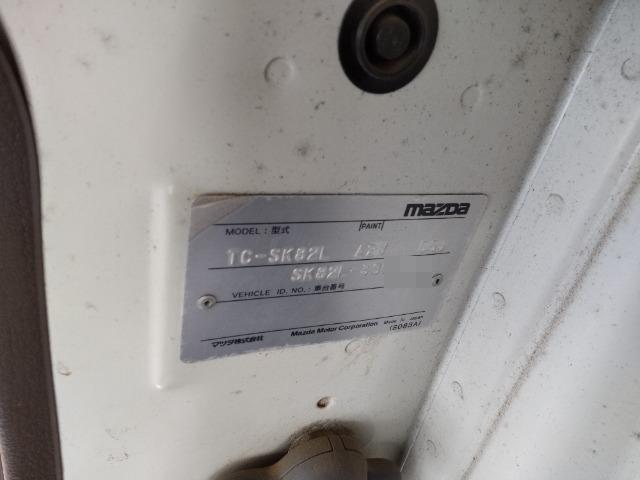 mazda
MODEL : 型式 PAINT
TC-SK82L
SK82L-
VEHICLE ID. NO. : 車台番号
マツダ株式会社 Mazda Motor Corporation Made in Japan
(S083A)